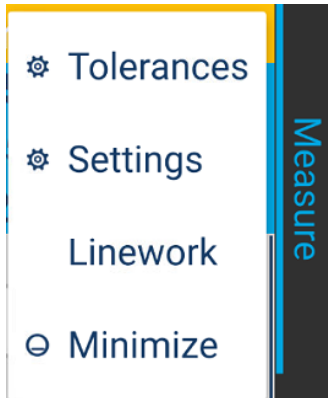 Tolerances
Settings
Linework
Minimize
Measure